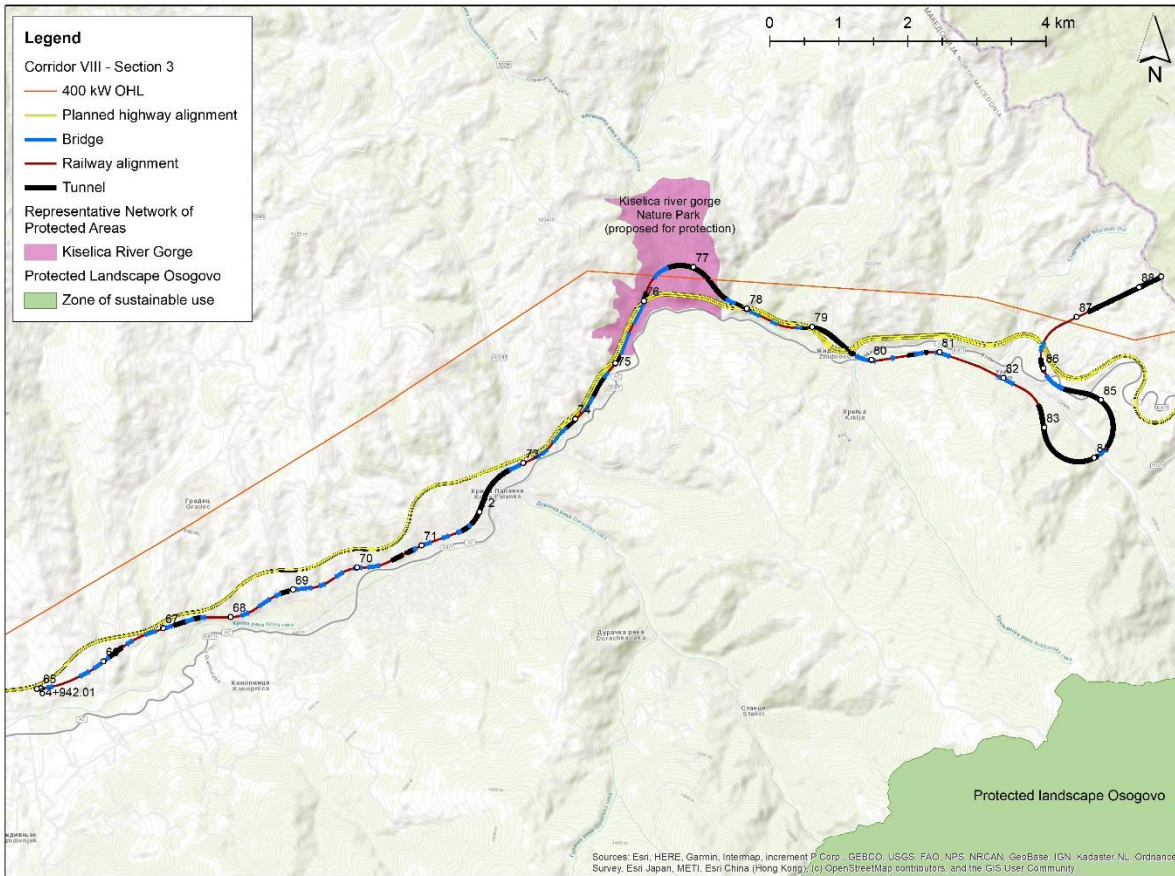 Legend
Corridor VIII - Section 3
400 kW OHL
Planned highway alignment
Bridge
Railway alignment
Tunnel
Representative Network of
Protected Areas
Kiselica River Gorge
Protected Landscape Osogovo
Zone of sustainable use
0 1 2 4 km
N
Kiselica river gorge
Nature Park
(proposed for protection)
77
76
78
79
75
80
81
82
83
85
86
87
88
74
73
71
70
69
68
67
65
64+942.01
Градец
Gradec
Крива Паланка
Коњопница
Konopnica
Дурачка река
Durachka reka
Станци
Stanci
Кркља
Krklja
Protected landscape Osogovo
Sources: Esri, HERE, Garmin, Intermap, increment P Corp., GEBCO, USGS, FAO, NPS, NRCAN, GeoBase, IGN, Kadaster NL, Ordnance
Survey, Esri Japan, METI, Esri China (Hong Kong), (c) OpenStreetMap contributors, and the GIS User Community